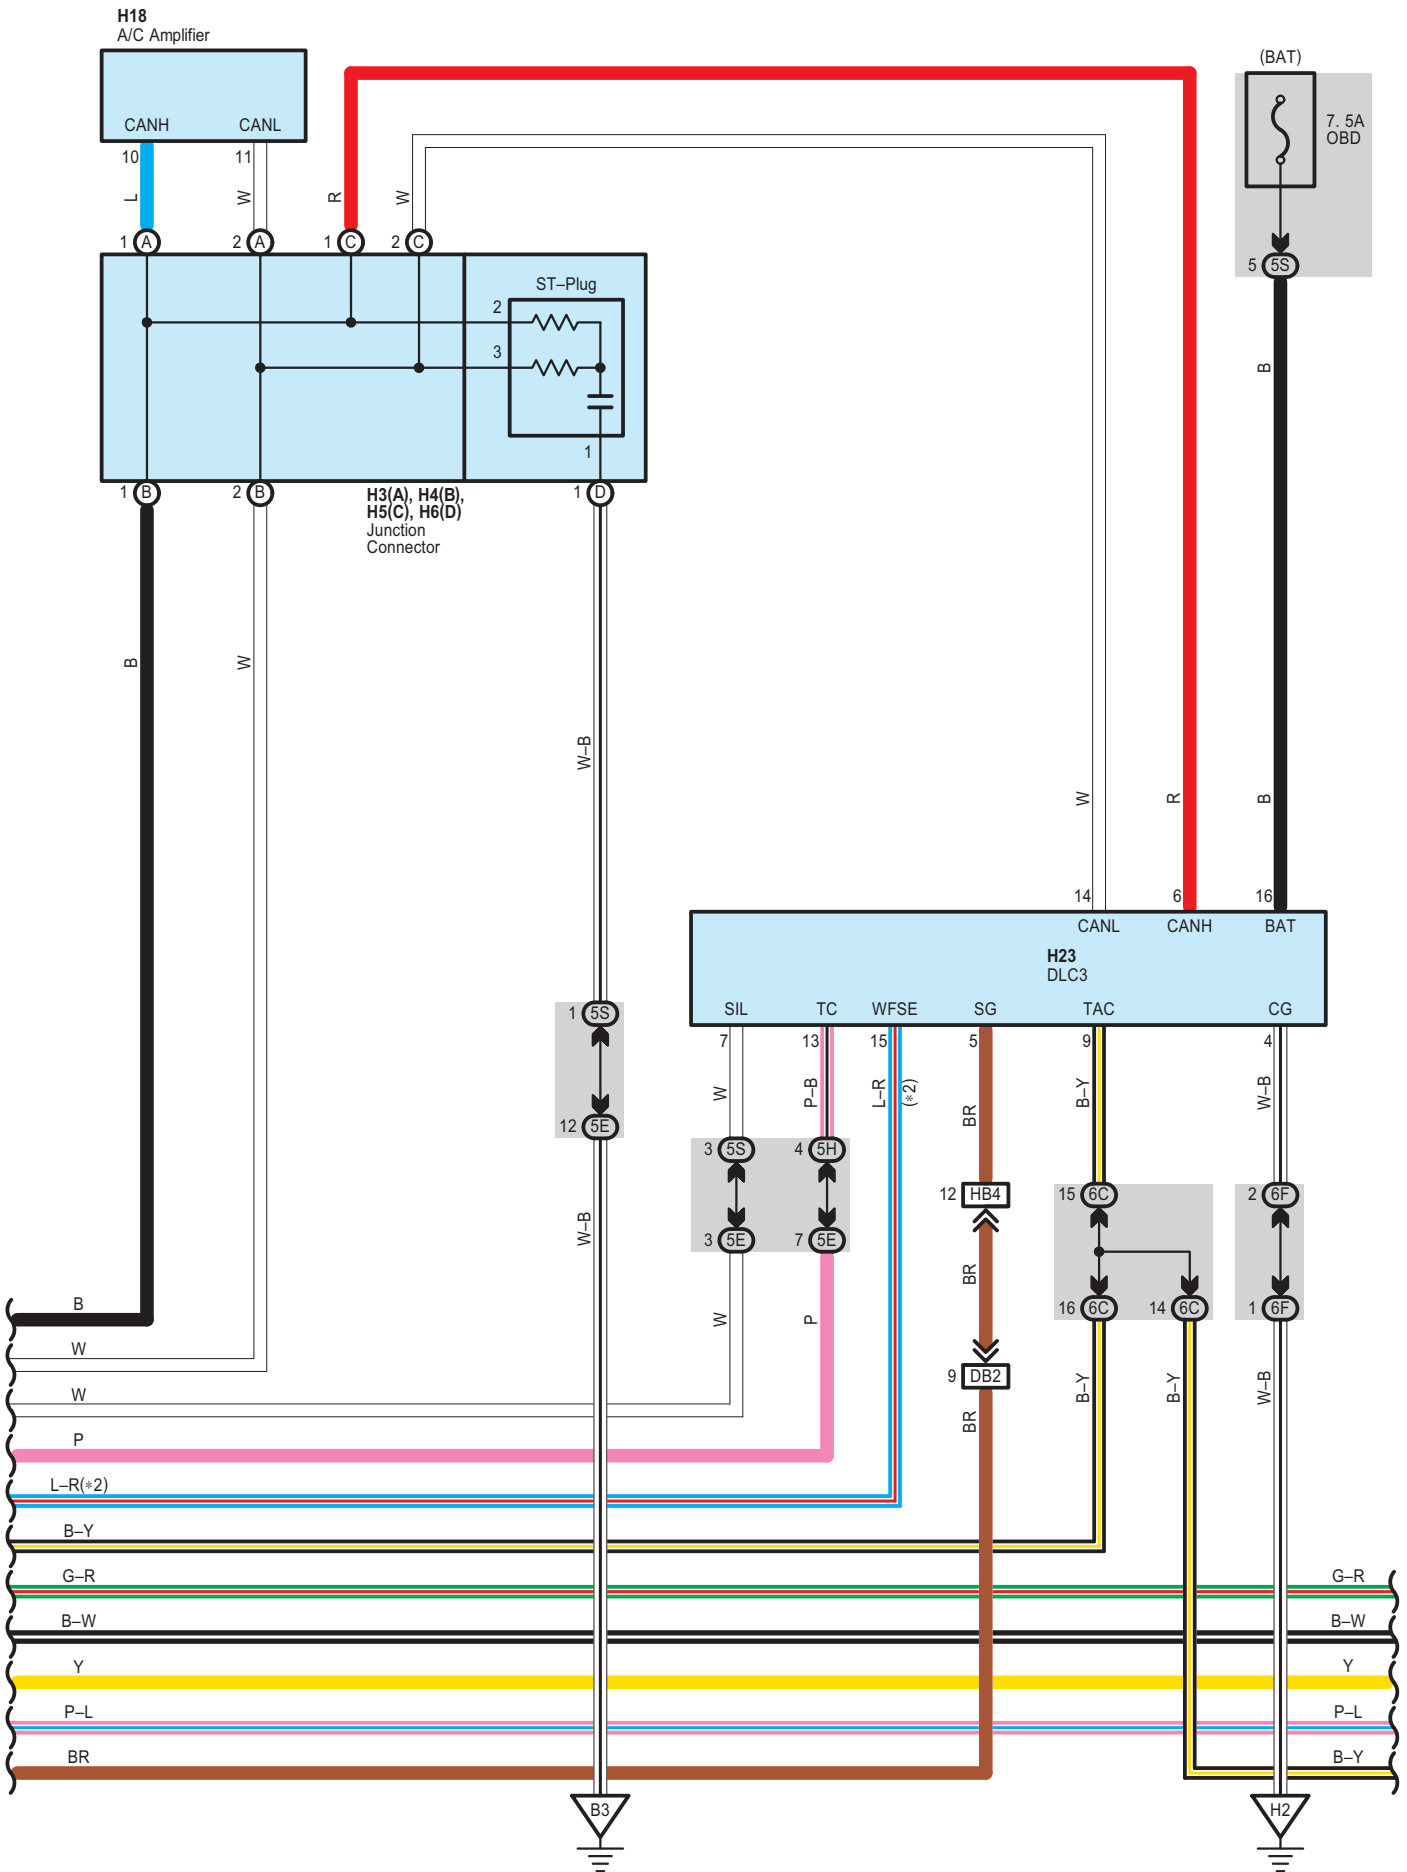 H18
A/C Amplifier
(BAT)
CANH CANL
7. 5A
OBD
10 11
L W R W
1 A 2 A 1 C 2 C
5 5S
ST–Plug
2
3
1
B
1 B 2 B 1 D
H3(A), H4(B),
H5(C), H6(D)
Junction
Connector
B W
W–B
W R B
14 6 16
CANL CANH BAT
H23
DLC3
SIL TC WFSE SG TAC CG
1 5S
7 13 15 5 9 4
W P–B L–R (*2) BR B–Y W–B
12 5E
3 5S 4 5H
12 HB4 15 6C 2 6F
W–B
3 5E 7 5E
BR
B
W P
16 6C 14 6C 1 6F
W
9 DB2
W
BR B–Y B–Y W–B
P
L–R(*2)
B–Y
G–R G–R
B–W B–W
Y Y
P–L P–L
BR B–Y
B3 H2